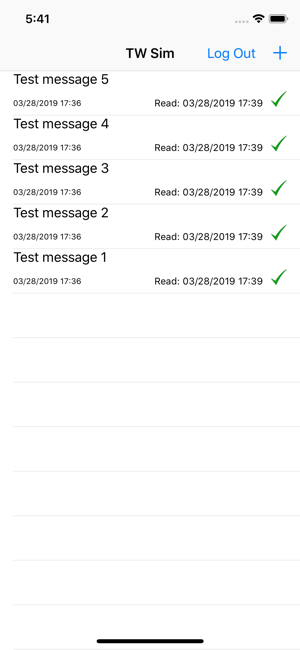 5:41
TW Sim Log Out
Test message 5
03/28/2019 17:36 Read: 03/28/2019 17:39
Test message 4
03/28/2019 17:36 Read: 03/28/2019 17:39
Test message 3
03/28/2019 17:36 Read: 03/28/2019 17:39
Test message 2
03/28/2019 17:36 Read: 03/28/2019 17:39
Test message 1
03/28/2019 17:36 Read: 03/28/2019 17:39